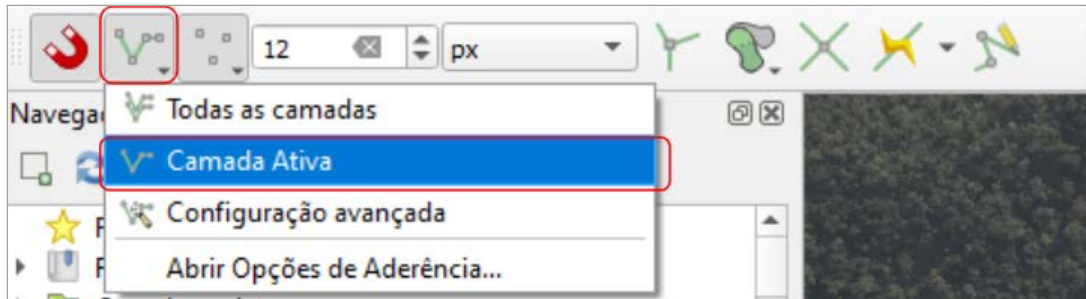 12 px
Todas as camadas
Navega
Camada Ativa
Configuração avançada
Abrir Opções de Aderência...